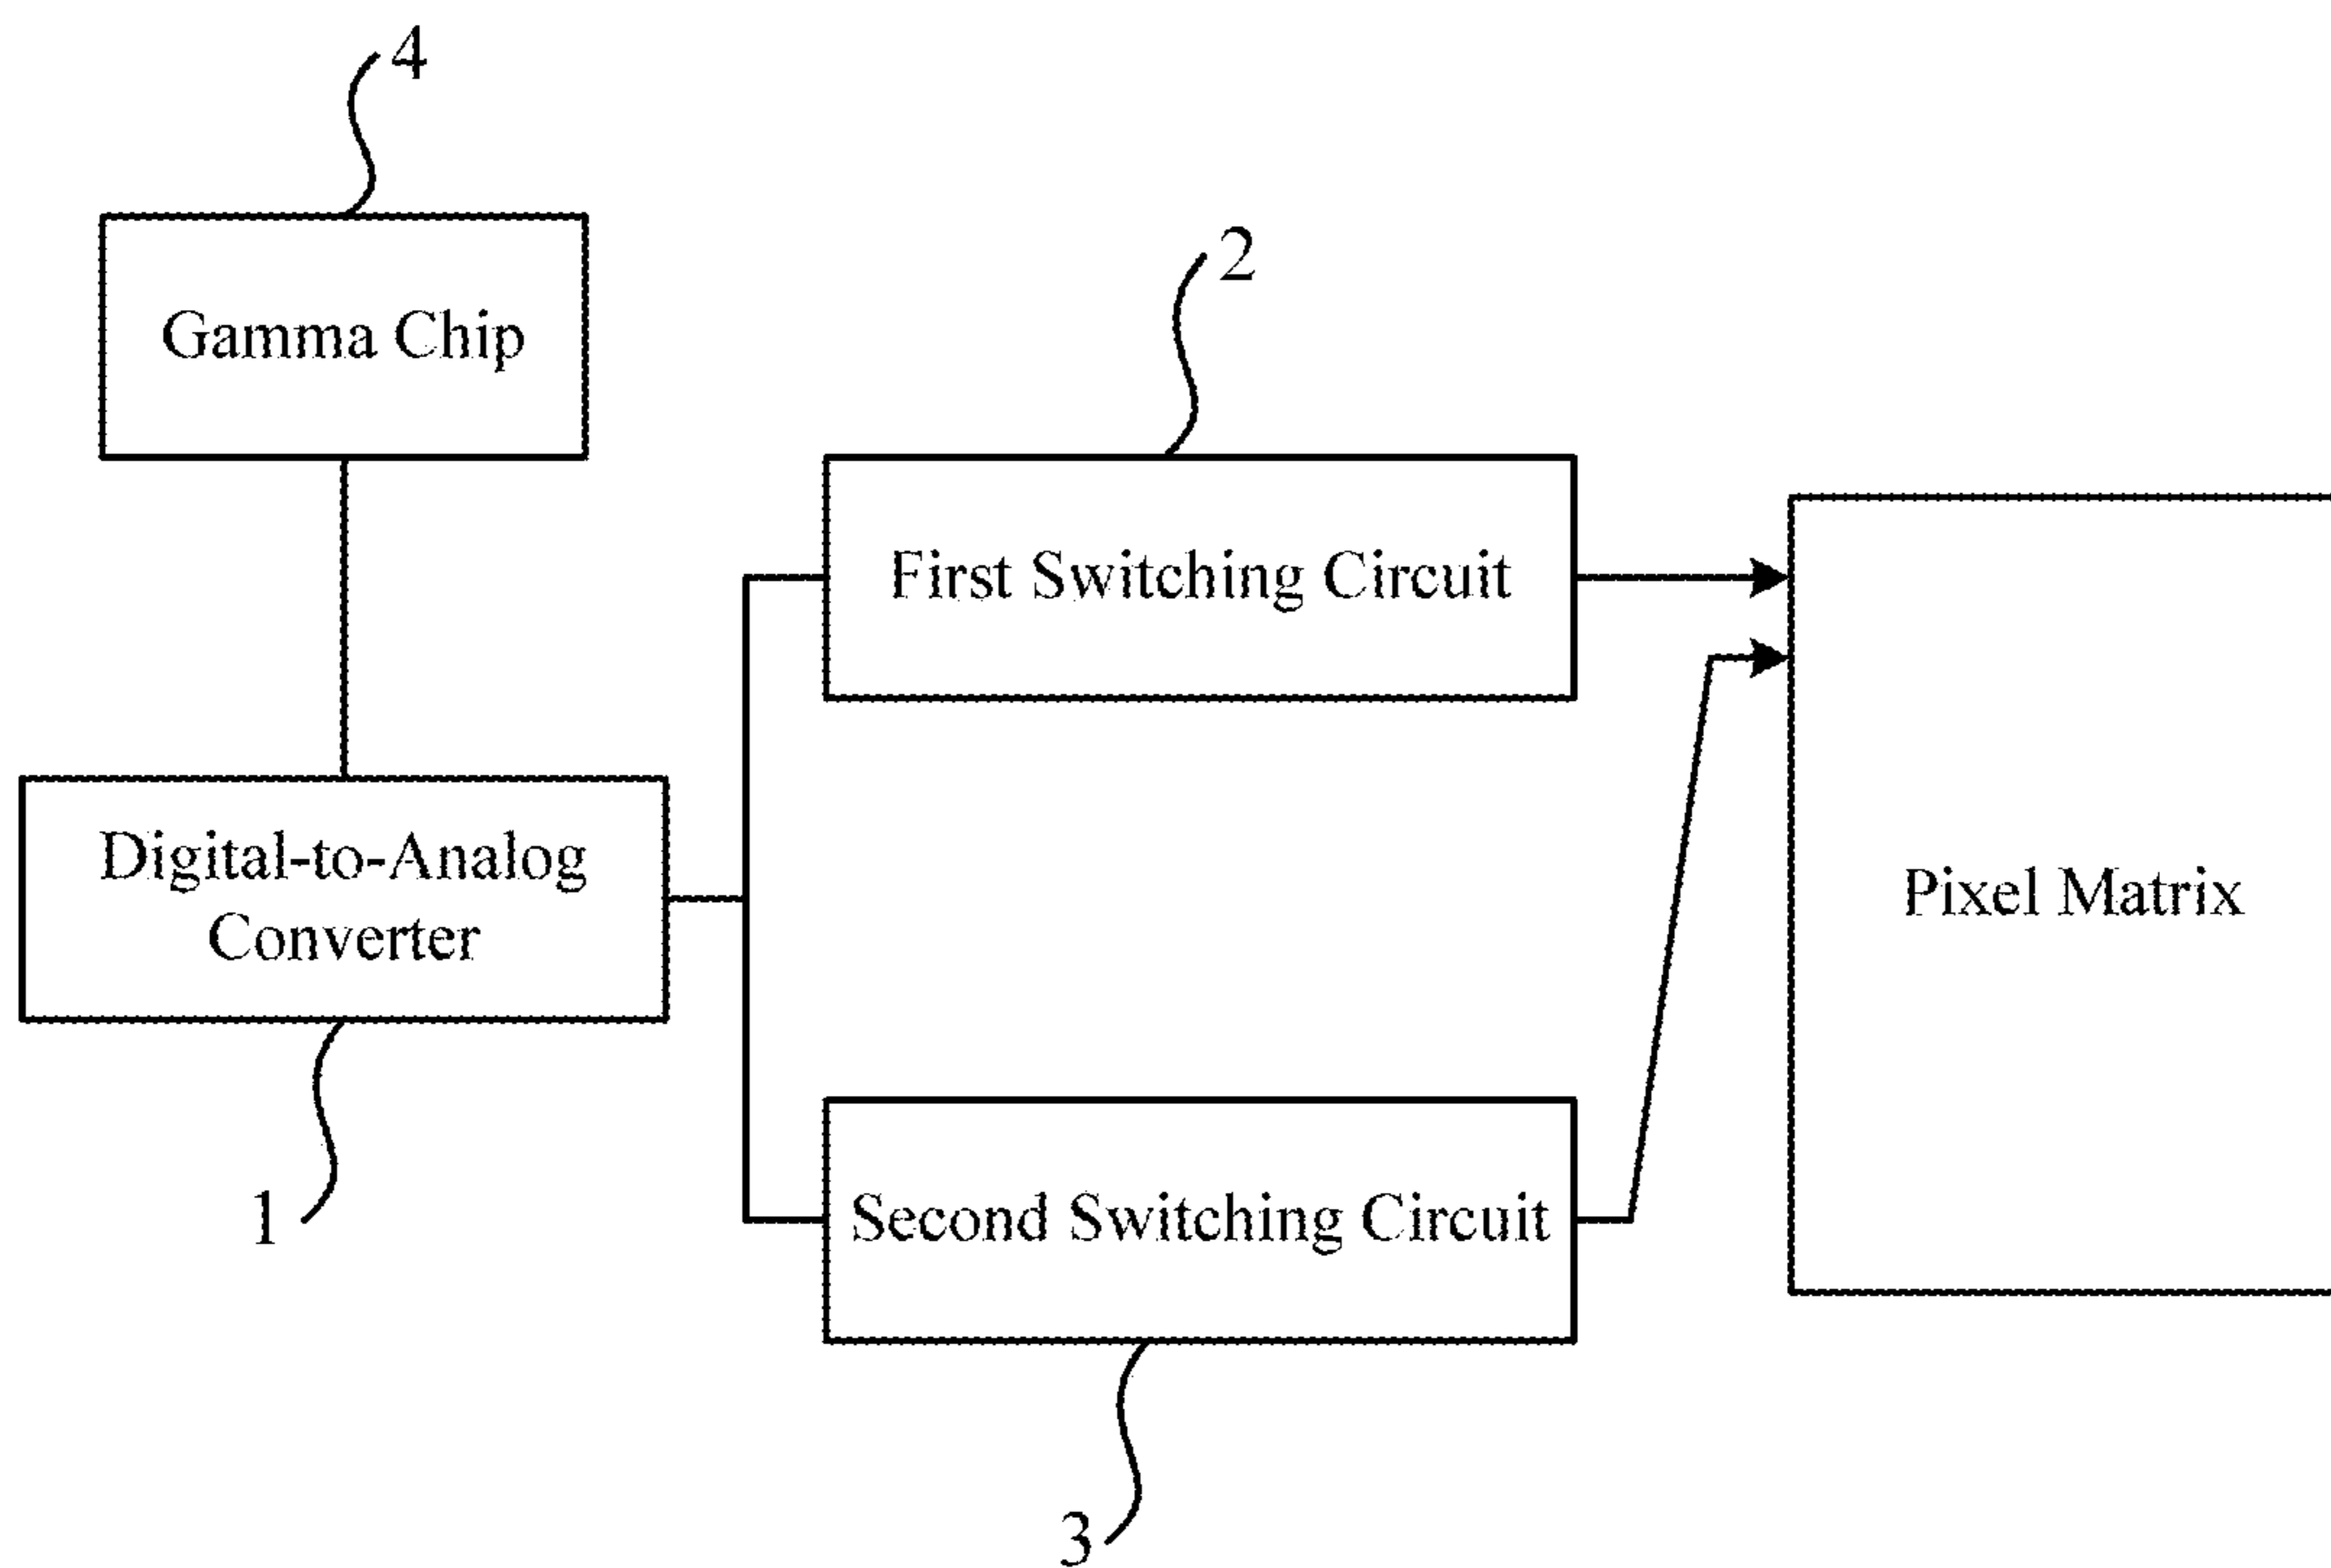 4
Gamma Chip
2
First Switching Circuit
Digital-to-Analog
Converter
Pixel Matrix
1
Second Switching Circuit
3